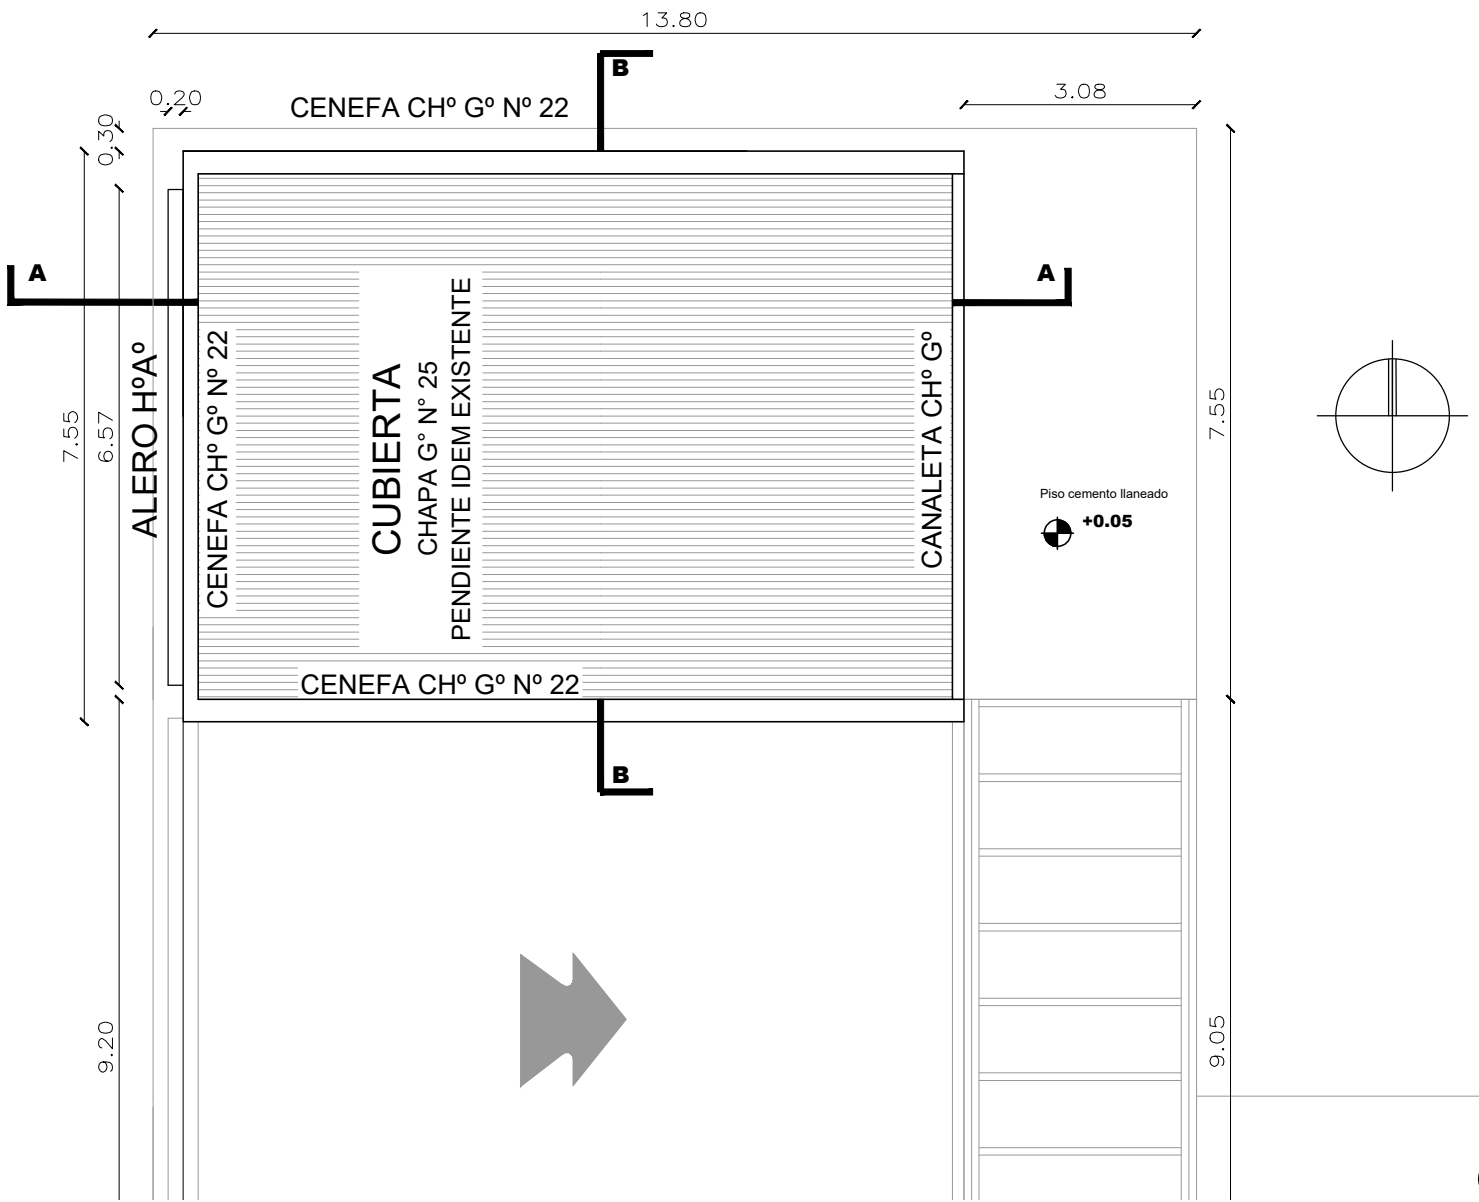 13.80
B
0.20
CENEFA CHº Gº Nº 22
3.08
0.30
A
A
7.55
6.57
ALERO HºAº
CENEFA CHº Gº Nº 22
CUBIERTA
CHAPA G° N° 25
PENDIENTE IDEM EXISTENTE
CANALETA CHº Gº
7.55
Piso cemento llaneado
+0.05
CENEFA CHº Gº Nº 22
B
9.20
9.05